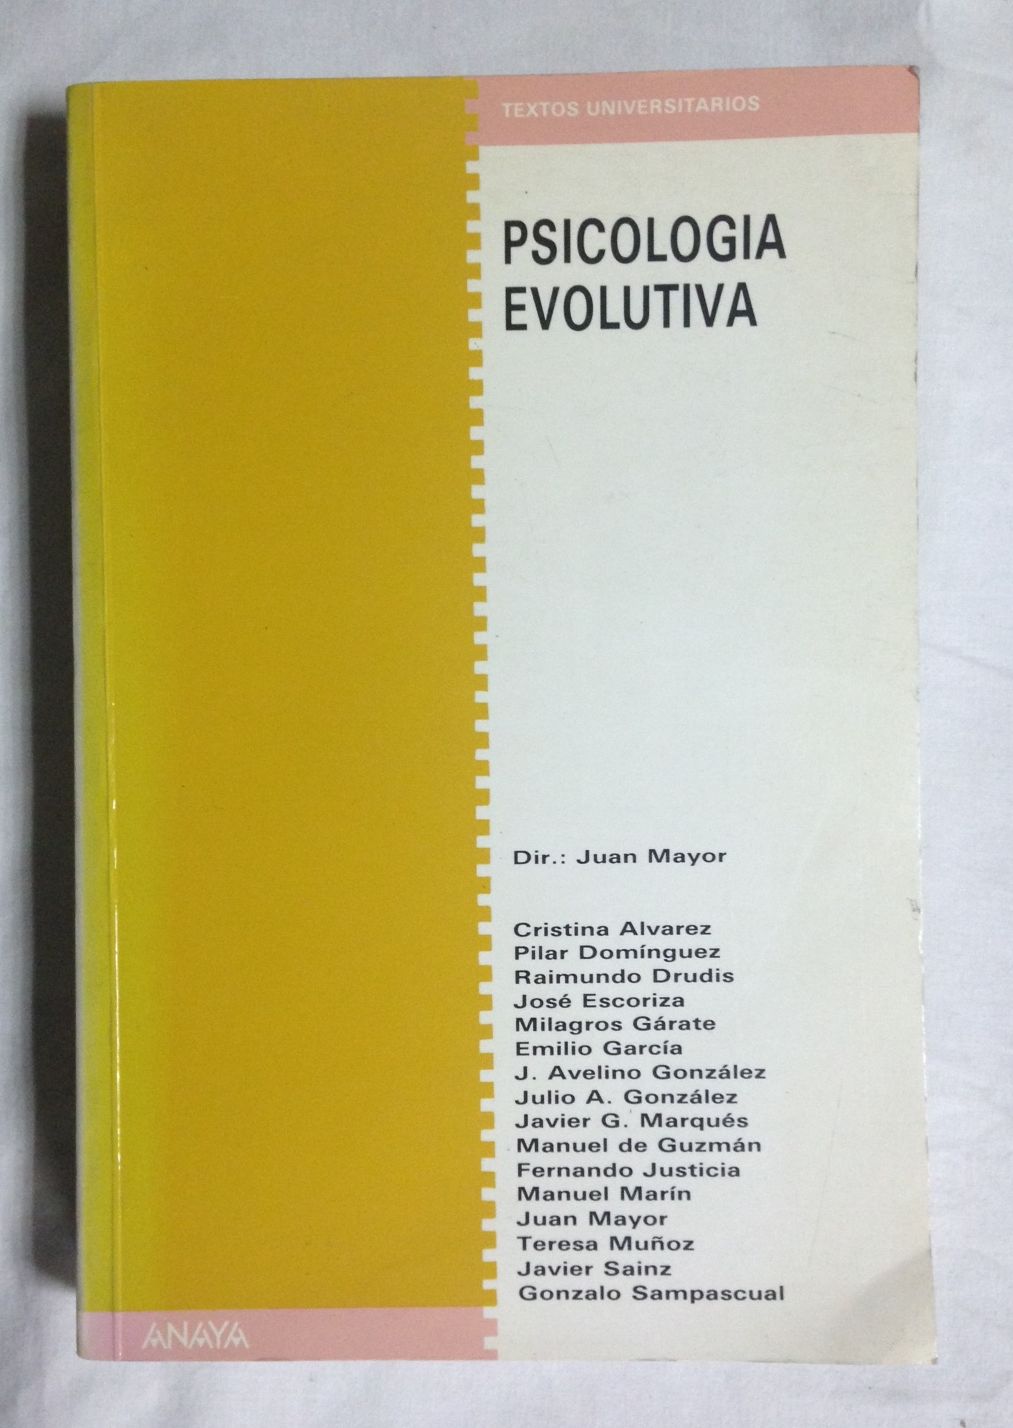 TEXTOS UNIVERSITARIOS
PSICOLOGIA
EVOLUTIVA
Dir.: Juan Mayor
Cristina Alvarez
Pilar Domínguez
Raimundo Drudis
José Escoriza
Milagros Gárate
Emilio García
J. Avelino González
Julio A. González
Javier G. Marqués
Manuel de Guzmán
Fernando Justicia
Manuel Marín
Juan Mayor
Teresa Muñoz
Javier Sainz
Gonzalo Sampascual
ANAYA